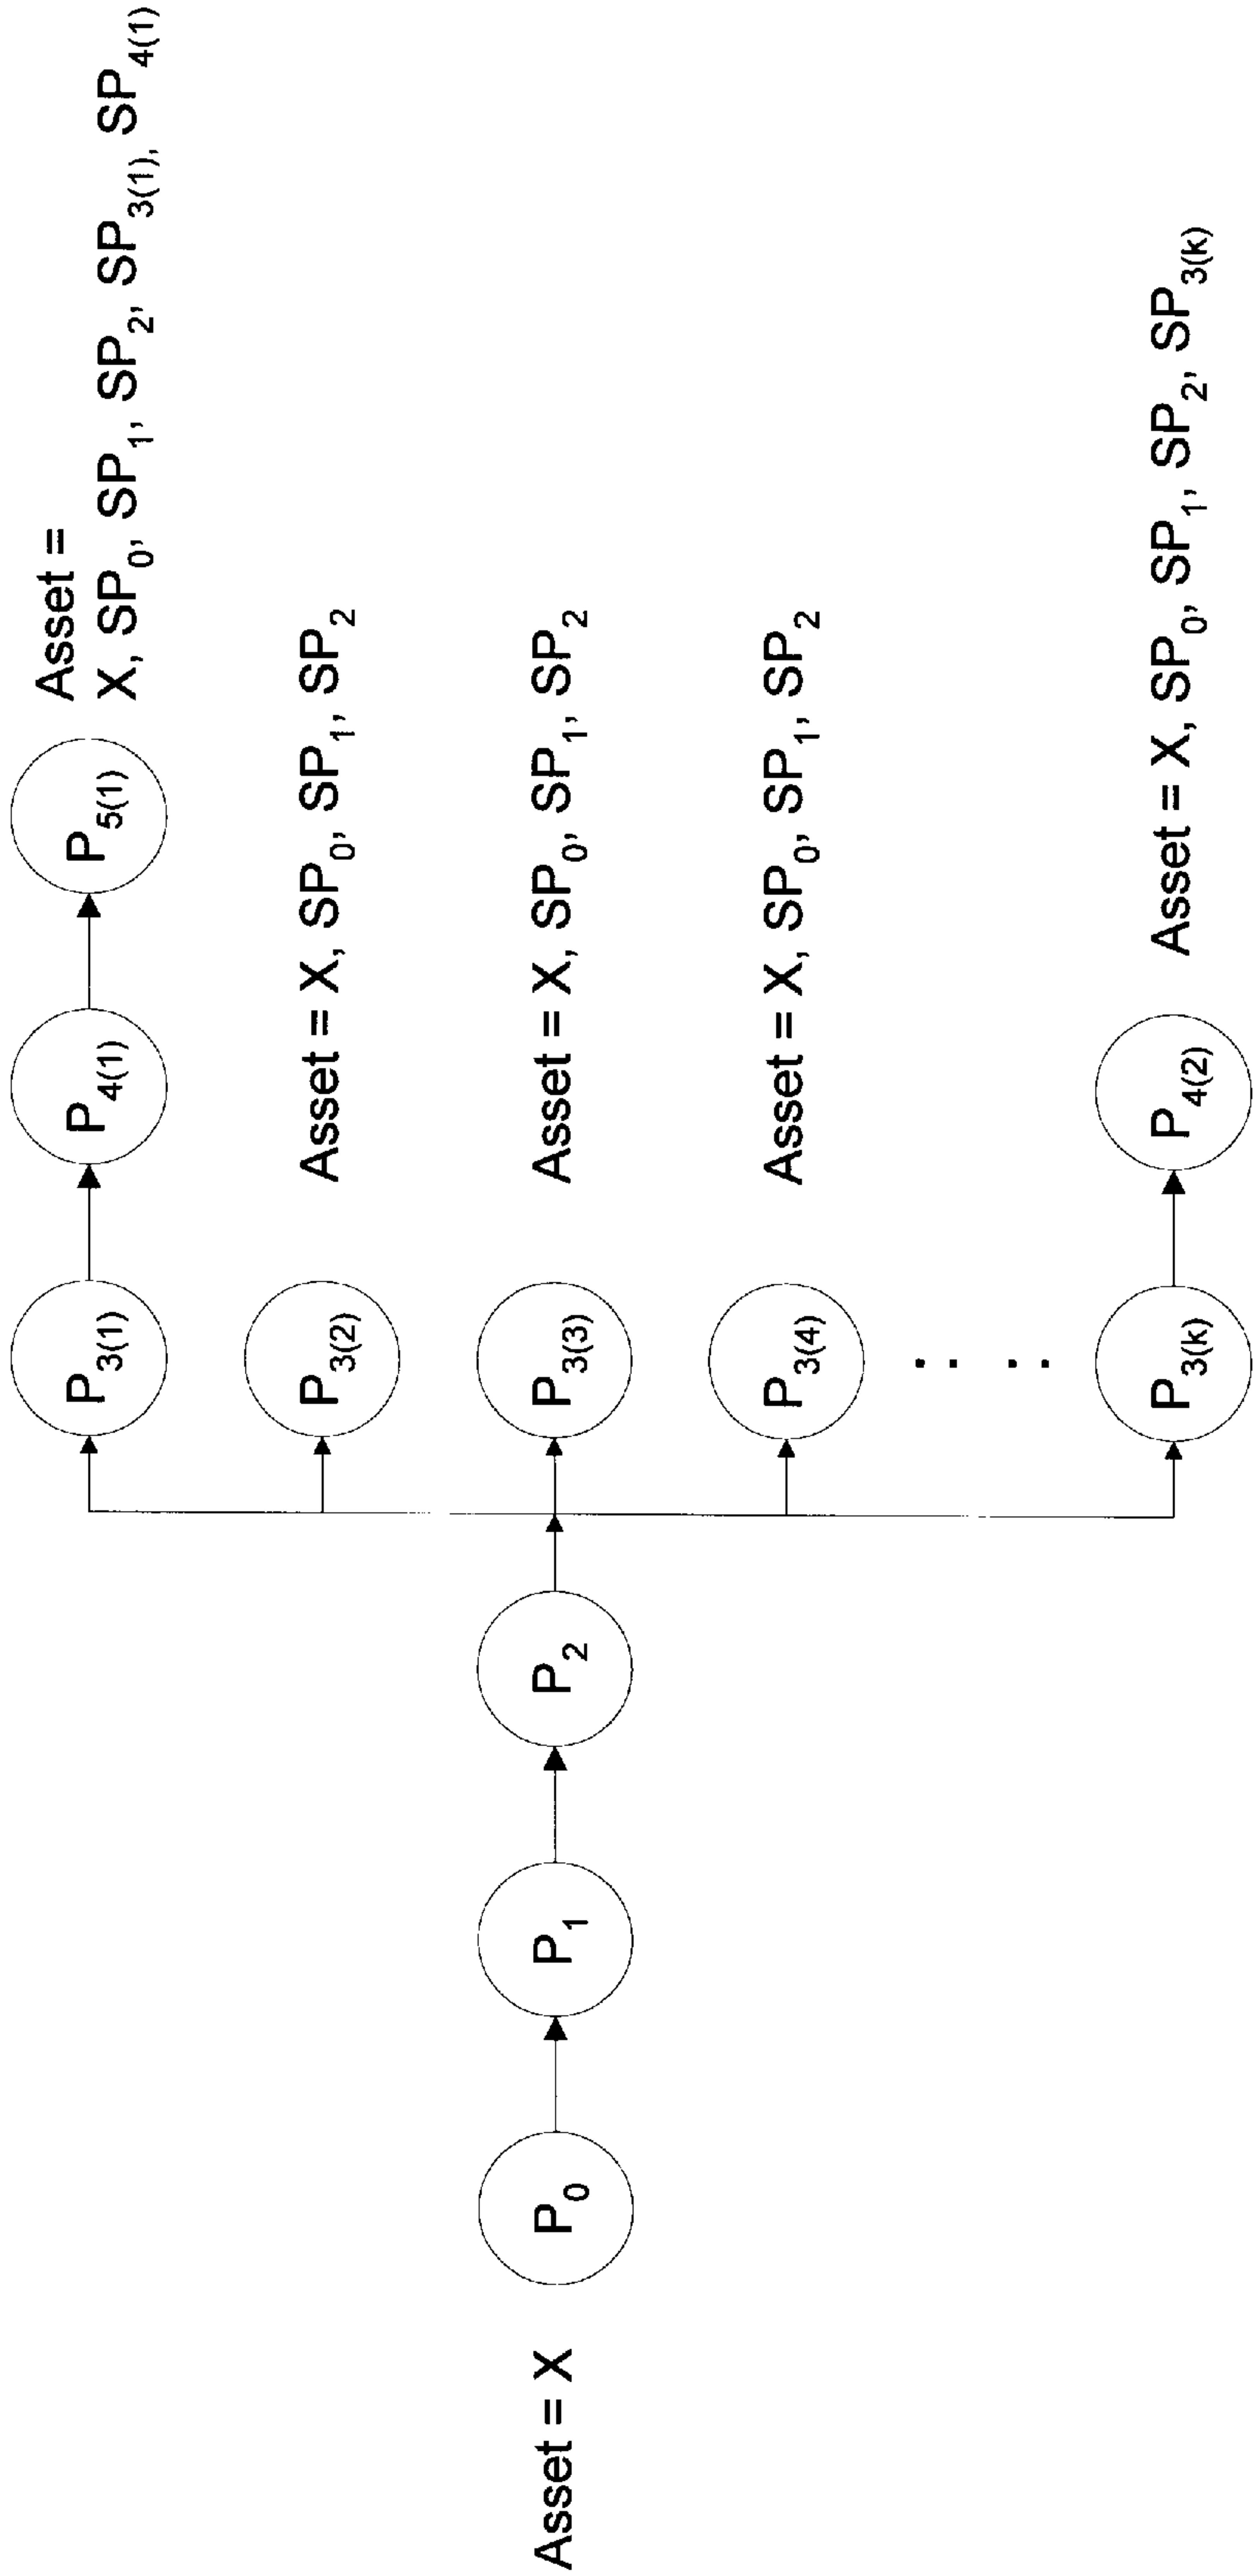 Asset = X
P0
P1
P2
P3(1)
P4(1)
P5(1)
Asset =
X, SP0, SP1, SP2, SP3(1), SP4(1)
P3(2)
Asset = X, SP0, SP1, SP2
P3(3)
Asset = X, SP0, SP1, SP2
P3(4)
Asset = X, SP0, SP1, SP2
P3(k)
P4(2)
Asset = X, SP0, SP1, SP2, SP3(k)